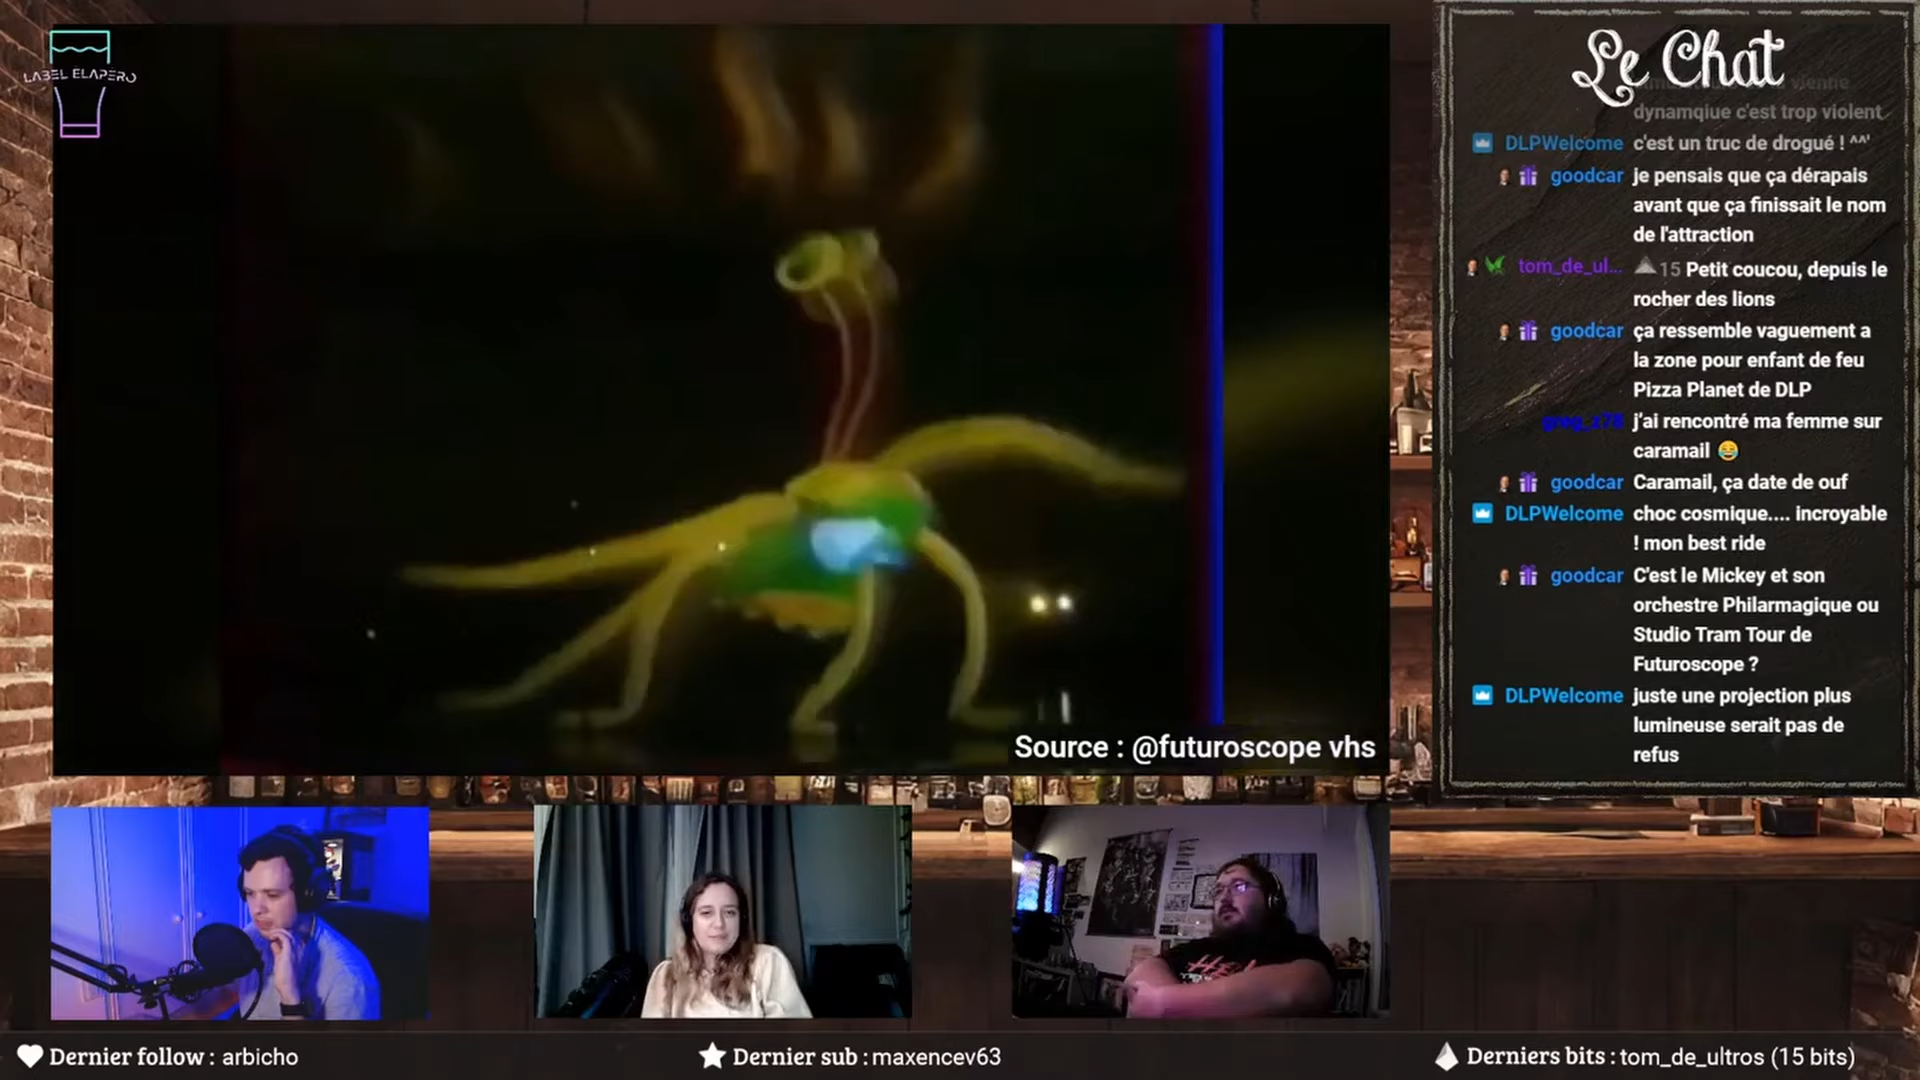 LABEL ÉLAPÉRO
Le Chat
vienne
dynamqiue c'est trop violent
DLPWelcome c'est un truc de drogué ! ^^'
goodcar je pensais que ça dérapais
avant que ça finissait le nom
de l'attraction
tom_de_ul... 15 Petit coucou, depuis le
rocher des lions
goodcar ça ressemble vaguement a
la zone pour enfant de feu
Pizza Planet de DLP
greg_z78 j'ai rencontré ma femme sur
caramail 😂
goodcar Caramail, ça date de ouf
DLPWelcome choc cosmique.... incroyable
! mon best ride
goodcar C'est le Mickey et son
orchestre Philarmagique ou
Studio Tram Tour de
Futuroscope ?
DLPWelcome juste une projection plus
lumineuse serait pas de
refus
Source : @futuroscope vhs
Dernier follow : arbicho
Dernier sub : maxencev63
Derniers bits : tom_de_ultros (15 bits)